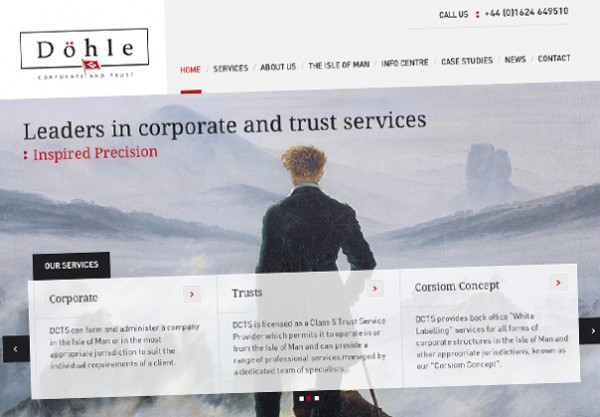 CALL US : +44 (0)1624 649510
Döhle
CORPORATE AND TRUST
HOME / SERVICES / ABOUT US / THE ISLE OF MAN / INFO CENTRE / CASE STUDIES / NEWS / CONTACT
Leaders in corporate and trust services
: Inspired Precision
OUR SERVICES
Corporate
DCTS can form and administer a company
in the Isle of Man or in the most
appropriate jurisdiction to suit the
individual requirements of a client.
Trusts
DCTS is licensed as a Class 5 Trust Service
Provider which permits it to operate in or
from the Isle of Man and can provide a
range of professional services managed by
a dedicated team of specialists.
Corsiom Concept
DCTS provides back office "White
Labelling" services for all forms of
corporate structures in the Isle of Man and
other appropriate jurisdictions, known as
our "Corsiom Concept".